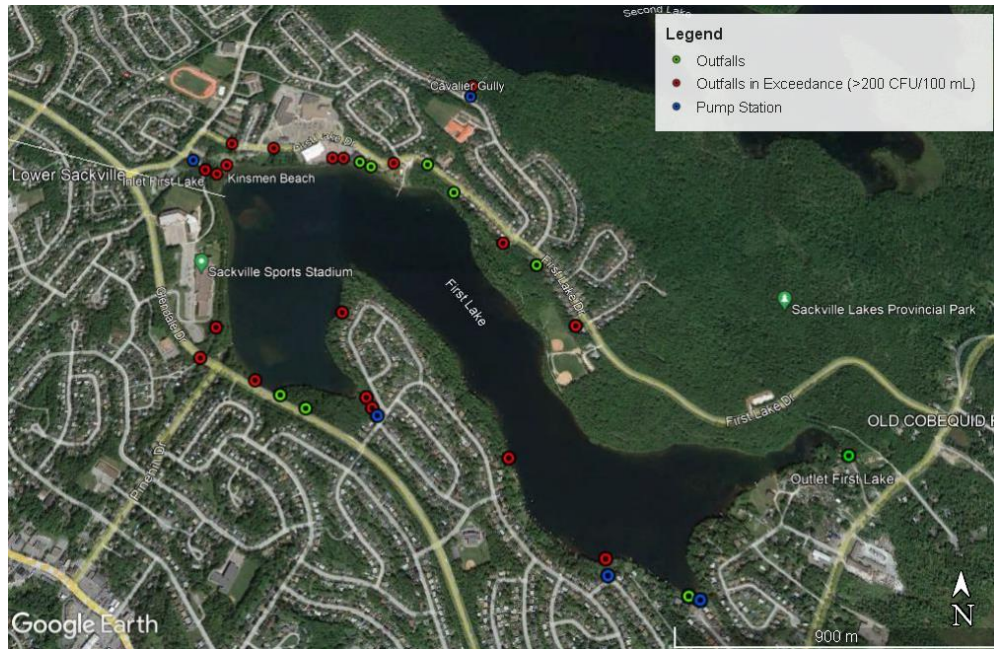 Second Lake
Legend
Outfalls
Outfalls in Exceedance (>200 CFU/100 mL)
Pump Station
Cavalier Gully
First Lake Dr
Lower Sackville
Inlet First Lake
Kinsmen Beach
Sackville Sports Stadium
Glendale Dr
First Lake
First Lake Dr
Sackville Lakes Provincial Park
First Lake Dr
OLD COBEQUID
Pinehill Dr
Outlet First Lake
Google Earth
N
900 m